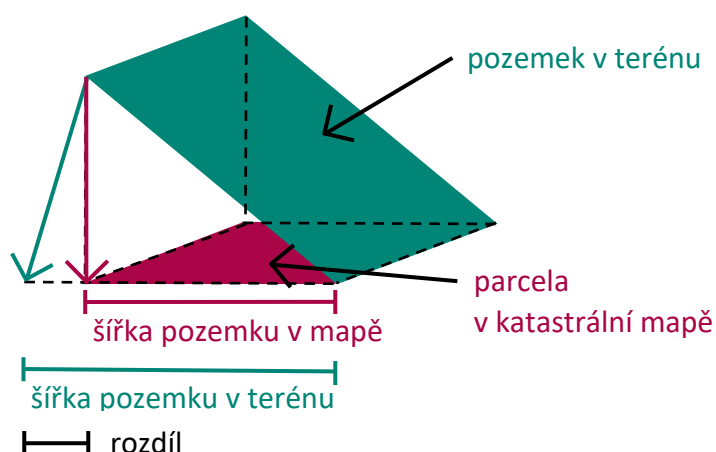 pozemek v terénu
parcela
v katastrální mapě
šířka pozemku v mapě
šířka pozemku v terénu
rozdíl